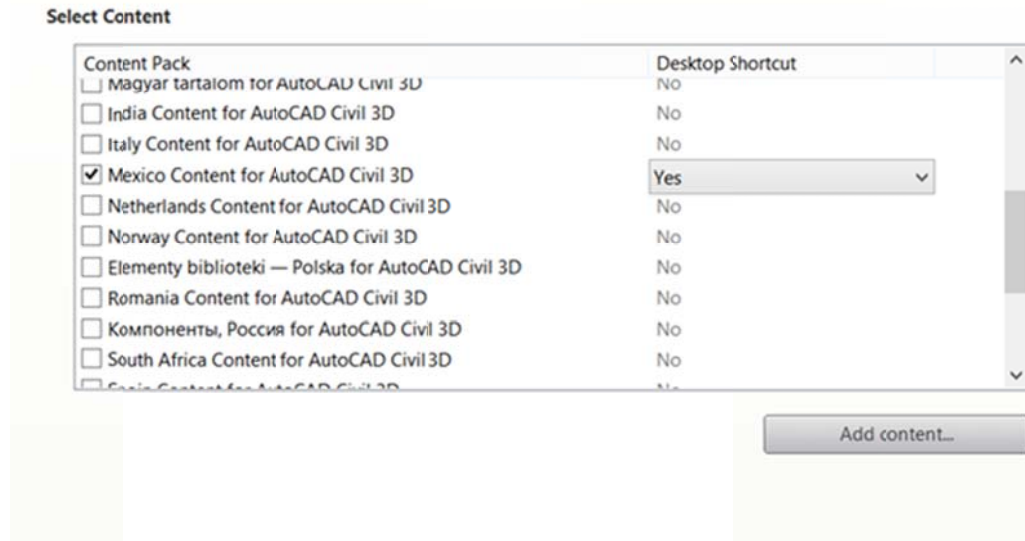 Select Content
Content Pack Desktop Shortcut
Magyar tartalom for AutoCAD Civil 3D No
India Content for AutoCAD Civil 3D No
Italy Content for AutoCAD Civil 3D No
Mexico Content for AutoCAD Civil 3D Yes
Netherlands Content for AutoCAD Civil 3D No
Norway Content for AutoCAD Civil 3D No
Elementy biblioteki — Polska for AutoCAD Civil 3D No
Romania Content for AutoCAD Civil 3D No
Компоненты, Россия for AutoCAD Civil 3D No
South Africa Content for AutoCAD Civil 3D No
Add content...